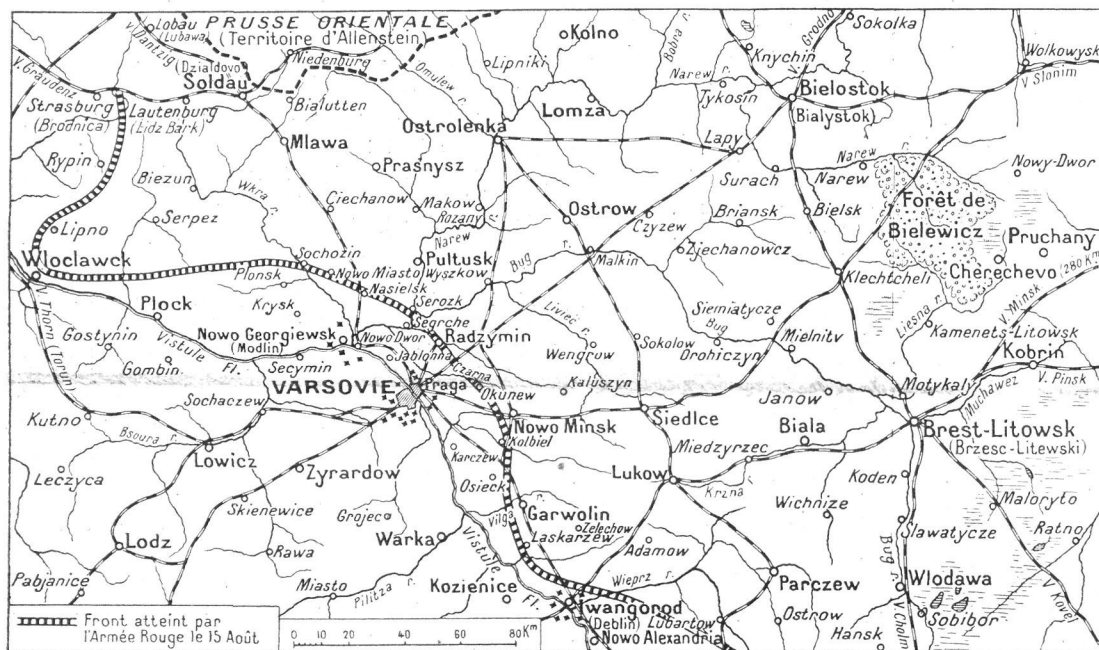 PRUSSE ORIENTALE
(Territoire d'Allenstein)
Lobau
(Lubawa)
V. Dantzig
V. Graudenz
Strasburg
(Brodnica)
Lautenburg
(Lidz Bark)
(Dzialdovo)
Soldau
Niedenburg
Bialutten
Mlawa
Omulew r.
Lipniki
Kolno
Bobra r.
Knychin
V. Grodno
Sokolka
Wolkowysk
V. Slonim
Narew r.
Tykosin
Bielostok
(Bialystok)
Lomza
Ostrolenka
Lapy
Rypin
Biezun
Wkra r.
Prasnysz
Ciechanow
Makow
Rozany
Ostrow
Czyzew
Briansk
Surach
Narew r.
Narew
Bielsk
Nowy-Dwor
Forêt de
Bielewicz
Pruchany
Cherechevo
(280 Km)
V. Minsk
Lipno
Serpez
Sochozin
Plonsk
Nowo Miasto
Nasielsk
Narew
Pultusk
Wyszkow
Bug r.
Malkin
Zjechanowcz
Klechtcheli
Wloclawck
V. Thorn (Torun)
Plock
Krysk
Serozk
Segrche
Liviec r.
Siemiatycze
Bug
Liesna r.
Kamenets-Litowsk
Kobrin
V. Pinsk
Gostynin
Vistule
Fl.
Gombin
Nowo Georgiewsk
(Modlin)
Secymin
Nowo Dwor
Jablonna
Radzymin
Czarna
Wengrow
Sokolow
Drohiczyn
Mielnitv
VARSOVIE
Praga
Okunew
Kaluszyn
Janow
Motykaly
Muchawez
Kutno
Bsoura r.
Sochaczew
Lowicz
Nowo Minsk
Kolbiel
Karczew
Siedlce
Miedzyrzec
Biala
Brest-Litowsk
(Brzesc-Litewski)
Leczyca
Zyrardow
Skienewice
Grojec
Osieck
Lukow
Krzna r.
Koden
Wichnize
Maloryto
Ratno
Lodz
Rawa
Warka
Vistule
Fl.
Vilga
r.
Garwolin
Zelechow
Laskarzew
Adamow
Slawatycze
Bug r.
Pabjanice
Miasto
Pilitza r.
Kozienice
Wieprz r.
Parczew
Wlodawa
Sobibor
V. Kovel
V. Cholm
Iwangorod
(Deblin)
Nowo Alexandria
Lubartow
Ostrow
Hansk
Front atteint par
l'Armée Rouge le 15 Août
0 20 40 60 80 Km